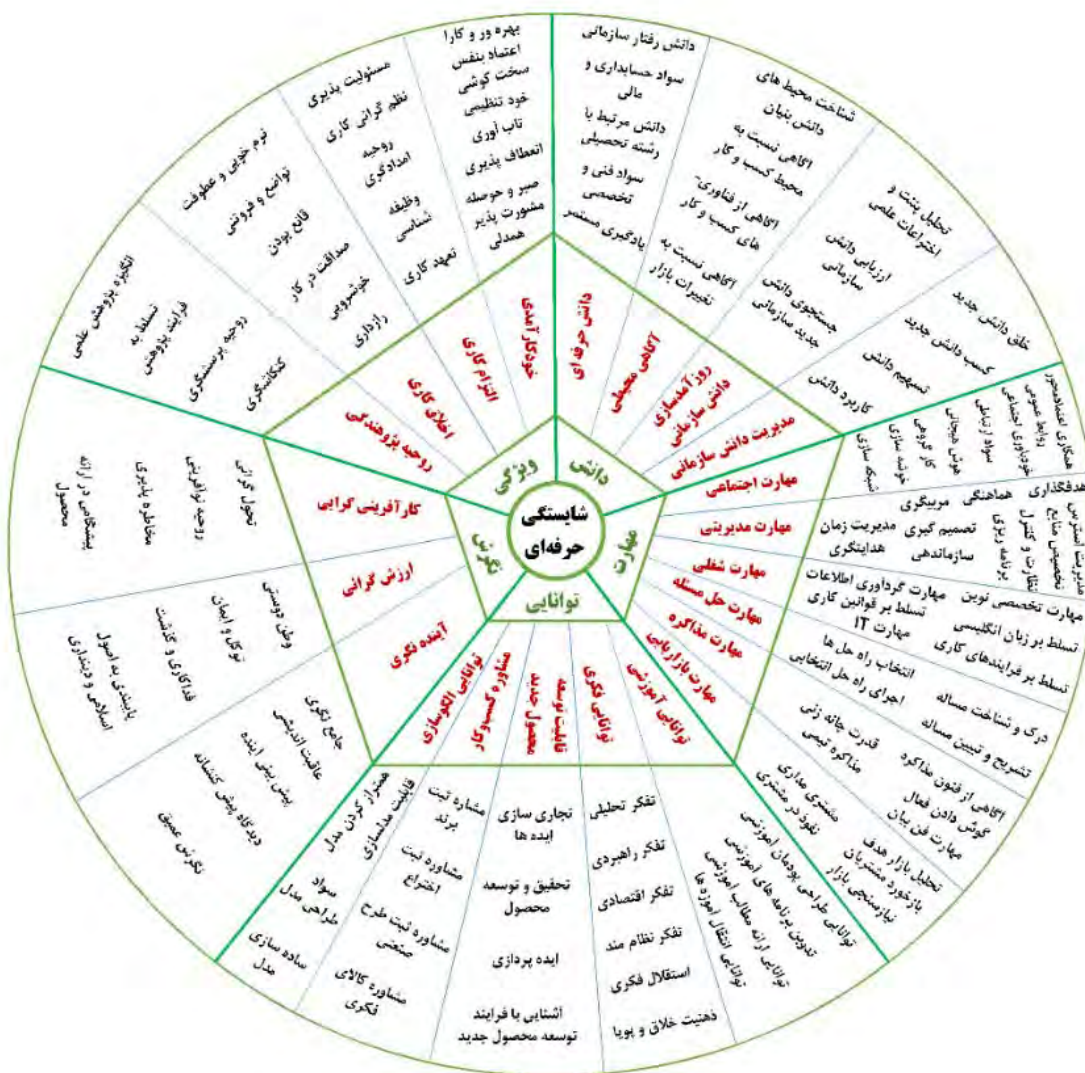 شایستگی
حرفه‌ای
دانش
مهارت
توانایی
نگرش
ویژگی
دانش حرفه ای
دانش رفتار سازمانی
سواد حسابداری و
مالی
دانش مرتبط با
رشته تحصیلی
سواد فنی و
تخصصی
یادگیری مستمر
آگاهی محیطی
شناخت محیط های
دانش بنیان
آگاهی نسبت به
محیط کسب و کار
آگاهی از فناوری-
های کسب و کار
آگاهی نسبت به
تغییرات بازار
روز آمدسازی
دانش سازمانی
تحلیل پتنت و
اختراعات علمی
ارزیابی دانش
سازمانی
جستجوی دانش
جدید سازمانی
مدیریت دانش سازمانی
خلق دانش جدید
کسب دانش جدید
تسهیم دانش
کاربرد دانش
مهارت اجتماعی
همکاری اعتمادمحور
روابط عمومی
خودباوری اجتماعی
سواد ارتباطی
هوش هیجانی
کار گروهی
خوشه سازی
شبکه سازی
مهارت مدیریتی
هدفگذاری
هماهنگی
مربیگری
مدیریت استرس
تخصیص منابع
نظارت و کنترل
برنامه ریزی
تصمیم گیری
مدیریت زمان
سازماندهی
هدایتگری
مهارت شغلی
مهارت تخصصی نوین
مهارت گردآوری اطلاعات
تسلط بر زبان انگلیسی
تسلط بر قوانین کاری
تسلط بر فرایندهای کاری
مهارت IT
مهارت حل مسئله
درک و شناخت مساله
انتخاب راه حل ها
تشریح و تبیین مساله
اجرای راه حل انتخابی
مهارت مذاکره
آگاهی از فنون مذاکره
قدرت چانه زنی
گوش دادن فعال
مذاکره تیمی
مهارت فن بیان
مهارت بازاریابی
مشتری مداری
نفوذ در مشتری
تحلیل بازار هدف
بازخورد مشتریان
نیازسنجی بازار
توانایی آموزشی
توانایی طراحی پودمان آموزشی
تدوین برنامه های آموزشی
توانایی ارائه مطالب آموزشی
توانایی انتقال آموزه ها
توانایی فکری
تفکر تحلیلی
تفکر راهبردی
تفکر اقتصادی
تفکر نظام مند
استقلال فکری
ذهنیت خلاق و پویا
قابلیت توسعه
محصول جدید
تجاری سازی
ایده ها
تحقیق و توسعه
محصول
ایده پردازی
آشنایی با فرایند
توسعه محصول جدید
مشاوره کسب‌وکار
مشاره ثبت
برند
مشاوره ثبت
اختراع
مشاوره ثبت طرح
صنعتی
مشاوره کالای
فکری
توانایی الگوسازی
همتراز کردن مدل
قابلیت مدلسازی
سواد
طراحی مدل
ساده سازی
مدل
آینده نگری
جامع نگری
عاقبت اندیشی
پیش بینی آینده
دیدگاه پیش کنشانه
نگرش عمیق
ارزش گرائی
وطن دوستی
توکل و ایمان
فداکاری و گذشت
پایبندی به اصول
اسلامی و دینداری
کارآفرینی گرایی
تحول گرائی
روحیه نوآفرینی
مخاطره پذیری
پیشگامی در ارائه
محصول
روحیه پژوهندگی
انگیزه پژوهش علمی
تسلط به
فرایند پژوهش
روحیه پرسشگری
کنکاشگری
اخلاق کاری
نرم خویی و عطوفت
تواضع و فروتنی
قانع بودن
صداقت در کار
خوشرویی
رازداری
التزام کاری
مسئولیت پذیری
نظم گرائی کاری
روحیه
امدادگری
وظیفه
شناسی
تعهد کاری
خودکارآمدی
بهره ور و کارا
اعتماد بنفس
سخت کوشی
خود تنظیمی
تاب آوری
انعطاف پذیری
صبر و حوصله
مشورت پذیر
همدلی